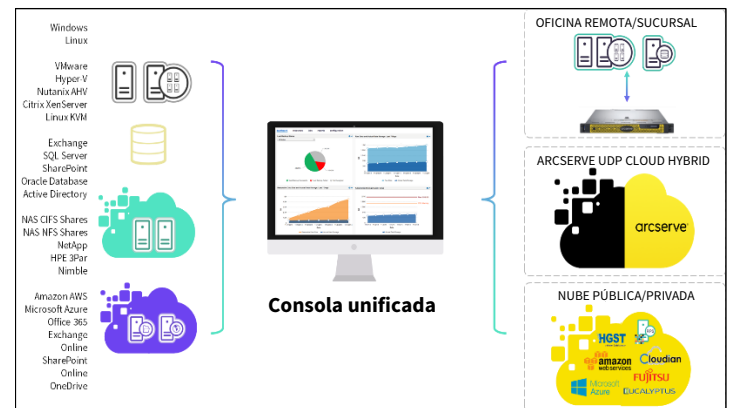 Windows
Linux
VMware
Hyper-V
Nutanix AHV
Citrix XenServer
Linux KVM
Exchange
SQL Server
SharePoint
Oracle Database
Active Directory
NAS CIFS Shares
NAS NFS Shares
NetApp
HPE 3Par
Nimble
Amazon AWS
Microsoft Azure
Office 365
Exchange
Online
SharePoint
Online
OneDrive
Consola unificada
OFICINA REMOTA/SUCURSAL
ARCSERVE UDP CLOUD HYBRID
arcserve
NUBE PÚBLICA/PRIVADA
HGST
amazon
webservices
Cloudian
Microsoft
Azure
FUJITSU
EUCALYPTUS